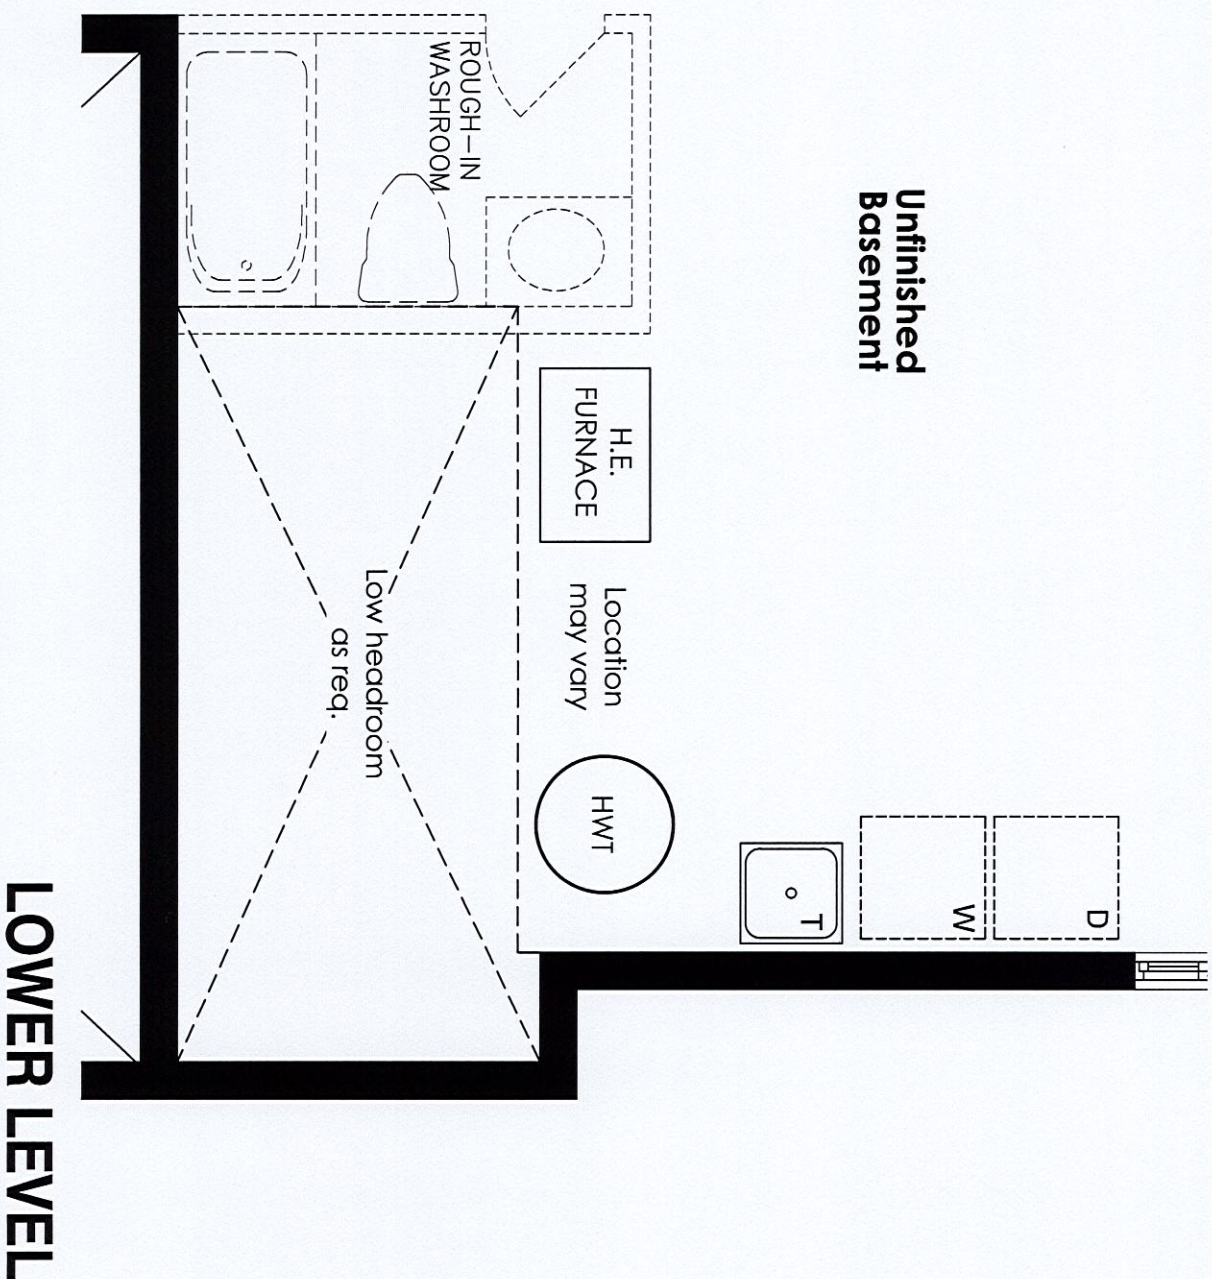 Unfinished
Basement
ROUGH-IN
WASHROOM
H.E.
FURNACE
Location
may vary
HWT
D
W
T
Low headroom
as req.
LOWER LEVEL